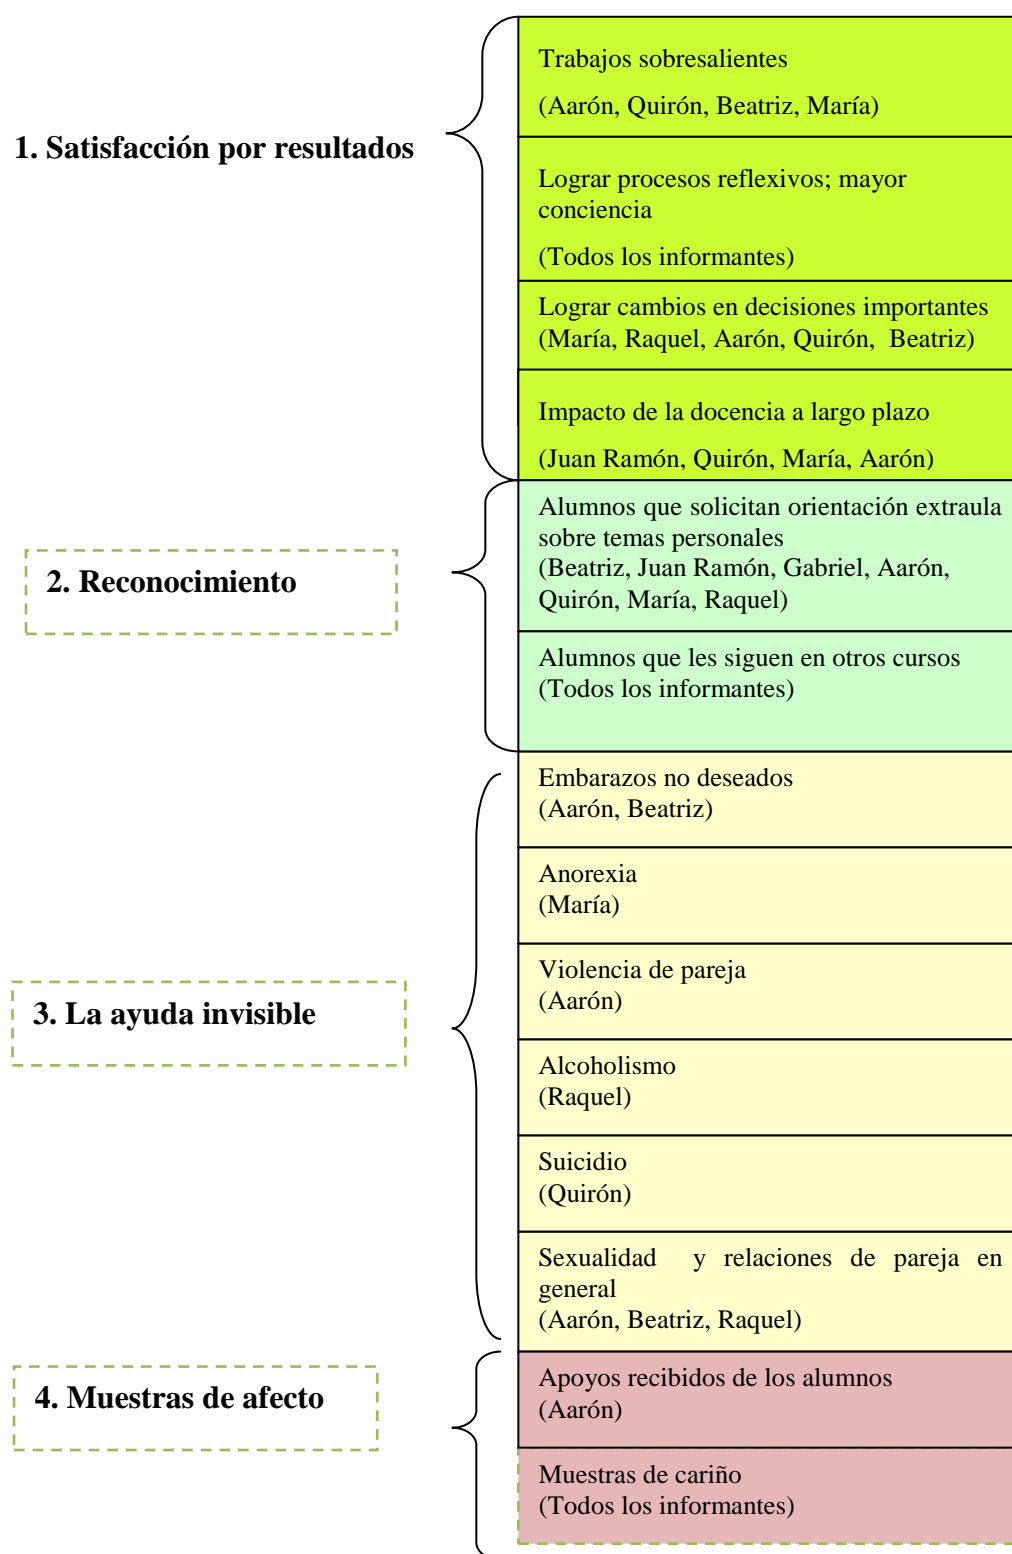 1. Satisfacción por resultados
Trabajos sobresalientes
(Aarón, Quirón, Beatriz, María)
Lograr procesos reflexivos; mayor
conciencia
(Todos los informantes)
Lograr cambios en decisiones importantes
(María, Raquel, Aarón, Quirón,  Beatriz)
Impacto de la docencia a largo plazo
(Juan Ramón, Quirón, María, Aarón)
2. Reconocimiento
Alumnos que solicitan orientación extraula
sobre temas personales
(Beatriz, Juan Ramón, Gabriel, Aarón,
Quirón, María, Raquel)
Alumnos que les siguen en otros cursos
(Todos los informantes)
3. La ayuda invisible
Embarazos no deseados
(Aarón, Beatriz)
Anorexia
(María)
Violencia de pareja
(Aarón)
Alcoholismo
(Raquel)
Suicidio
(Quirón)
Sexualidad y relaciones de pareja en
general
(Aarón, Beatriz, Raquel)
4. Muestras de afecto
Apoyos recibidos de los alumnos
(Aarón)
Muestras de cariño
(Todos los informantes)